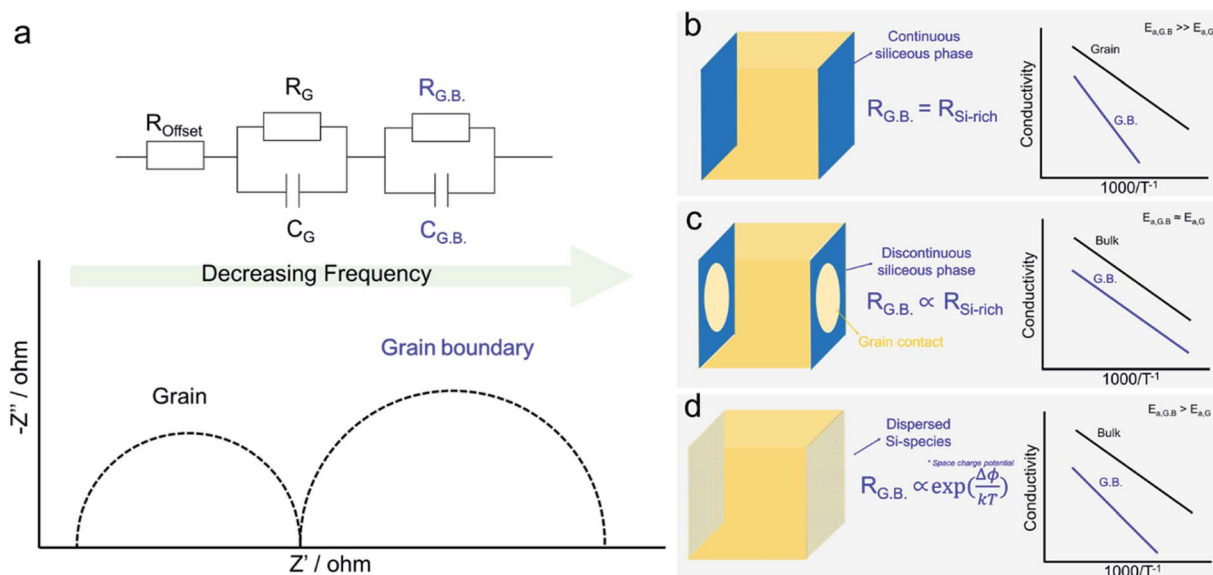 a
R_Offset
R_G
C_G
R_G.B.
C_G.B.
Decreasing Frequency
-Z" / ohm
Grain
Grain boundary
Z' / ohm
b
Continuous
siliceous phase
R_G.B. = R_Si-rich
E_a,G.B >> E_a,G
Conductivity
Grain
G.B.
1000/T⁻¹
c
Discontinuous
siliceous phase
R_G.B. ∝ R_Si-rich
Grain contact
E_a,G.B ≈ E_a,G
Conductivity
Bulk
G.B.
1000/T⁻¹
d
Dispersed
Si-species
* Space charge potential
R_G.B. ∝ exp(Δϕ/kT)
E_a,G.B > E_a,G
Conductivity
Bulk
G.B.
1000/T⁻¹